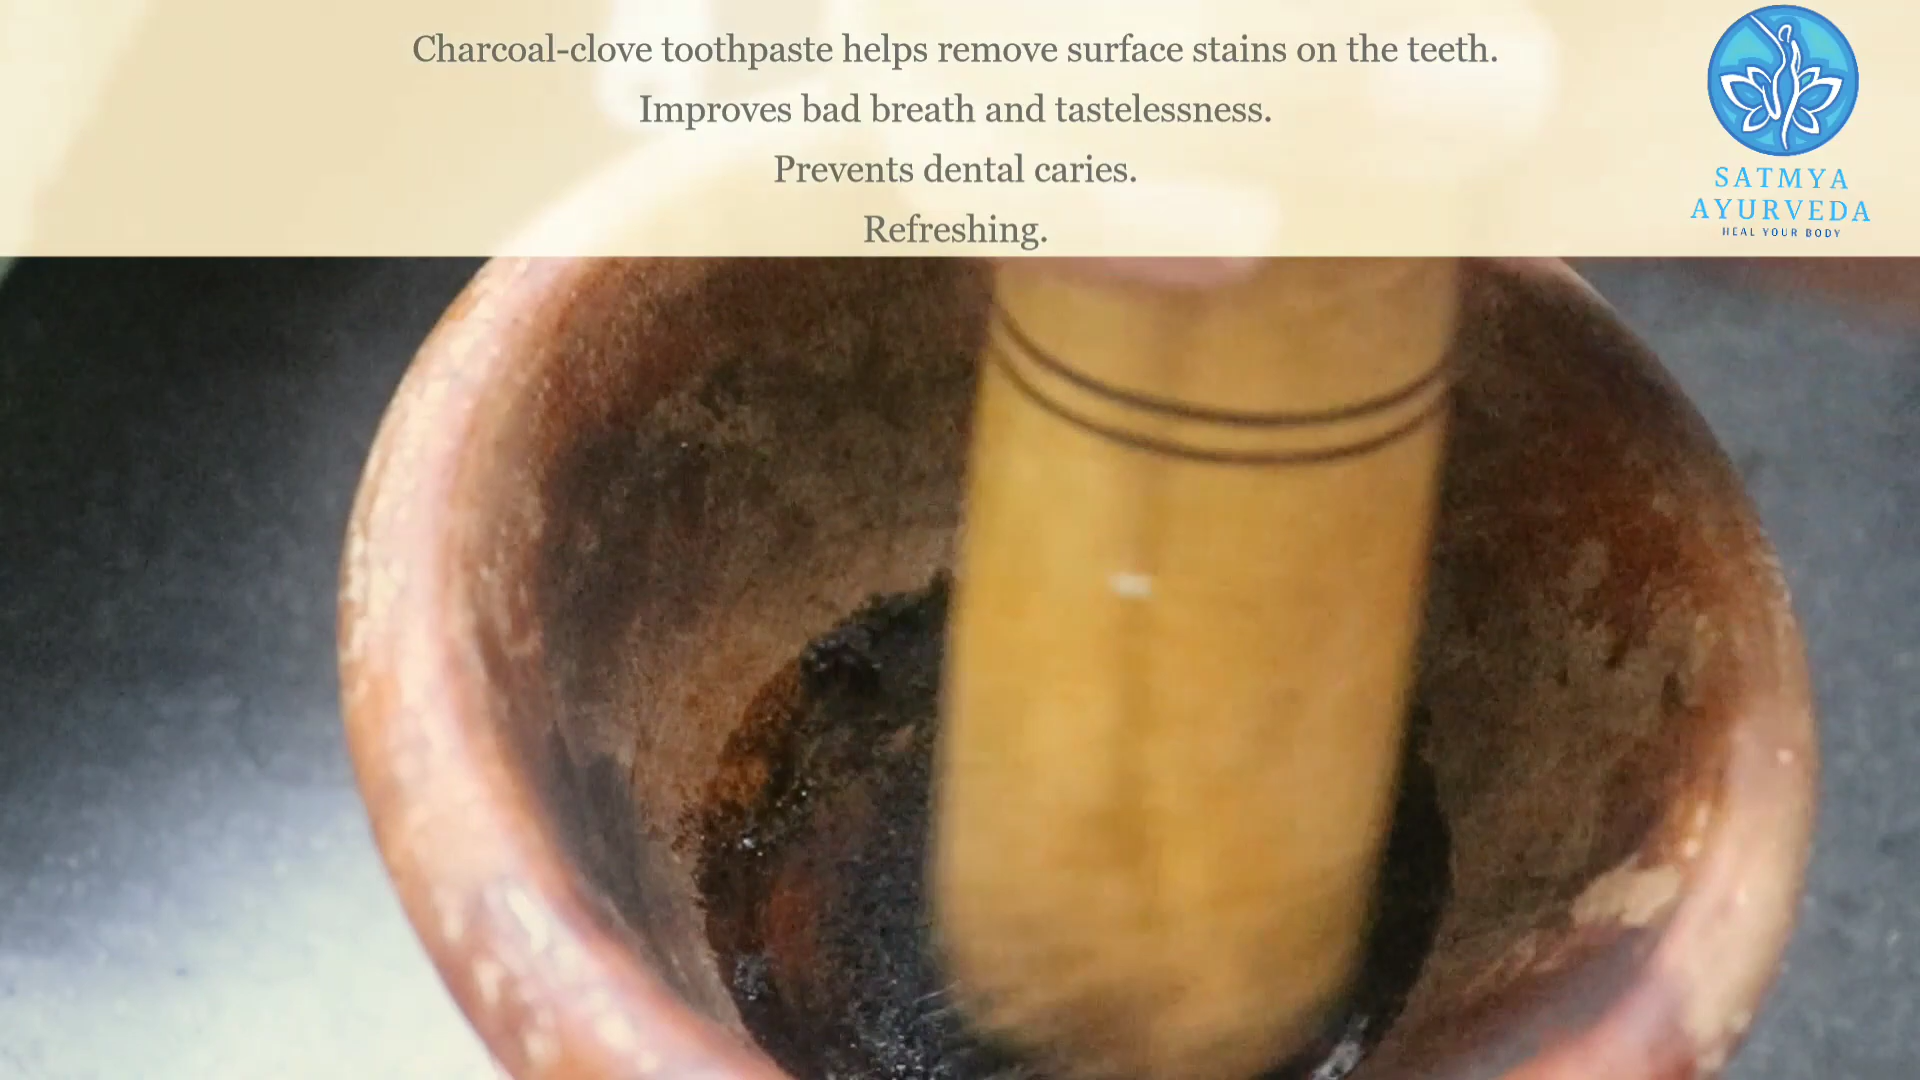 Charcoal-clove toothpaste helps remove surface stains on the teeth.
Improves bad breath and tastelessness.
Prevents dental caries.
Refreshing.
SATMYA
AYURVEDA
HEAL YOUR BODY